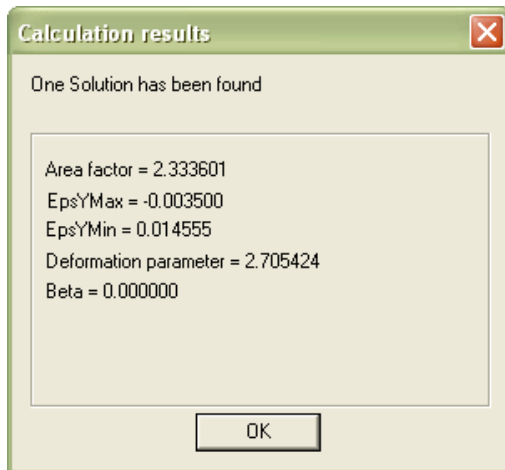 Calculation results
One Solution has been found
Area factor = 2.333601
EpsYMax = -0.003500
EpsYMin = 0.014555
Deformation parameter = 2.705424
Beta = 0.000000
OK